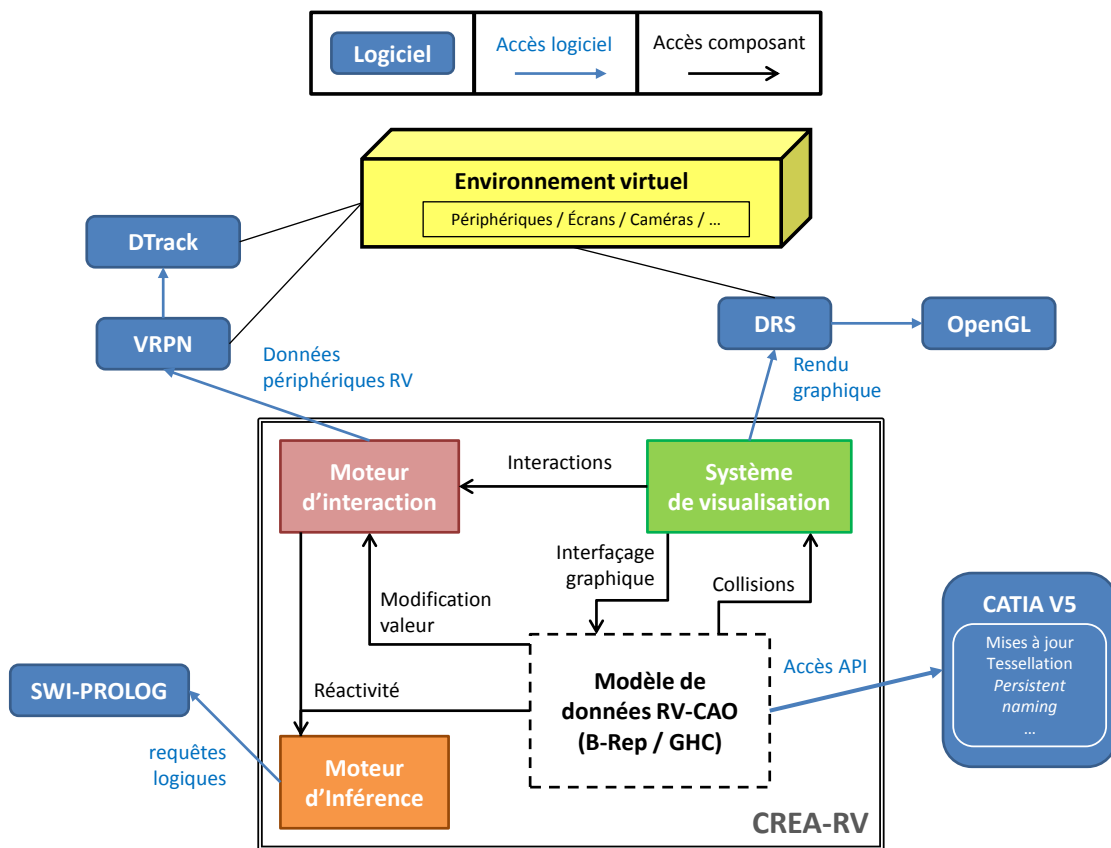 Logiciel
Accès logiciel
Accès composant
Environnement virtuel
Périphériques / Écrans / Caméras / ...
DTrack
VRPN
DRS
OpenGL
Données
périphériques RV
Rendu
graphique
Moteur
d'interaction
Interactions
Système
de visualisation
Interfaçage
graphique
Collisions
Modification
valeur
CATIA V5
Mises à jour
Tessellation
Persistent
naming
...
Accès API
SWI-PROLOG
Réactivité
Modèle de
données RV-CAO
(B-Rep / GHC)
requêtes
logiques
Moteur
d'Inférence
CREA-RV